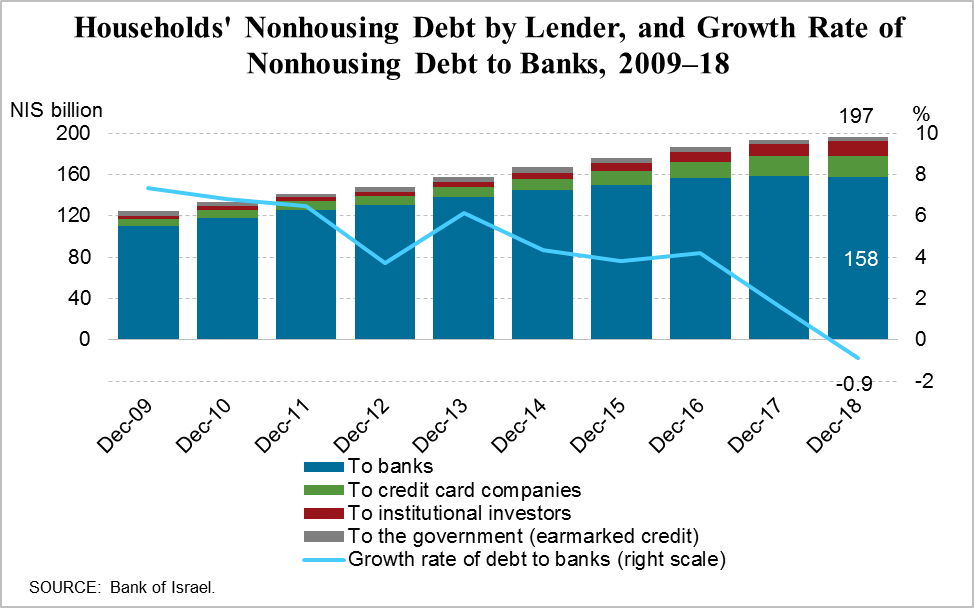 Households' Nonhousing Debt by Lender, and Growth Rate of
Nonhousing Debt to Banks, 2009–18
NIS billion
%
197
200
160
120
80
40
0
10
8
6
4
2
0
-2
158
-0.9
Dec-09
Dec-10
Dec-11
Dec-12
Dec-13
Dec-14
Dec-15
Dec-16
Dec-17
Dec-18
To banks
To credit card companies
To institutional investors
To the government (earmarked credit)
Growth rate of debt to banks (right scale)
SOURCE: Bank of Israel.